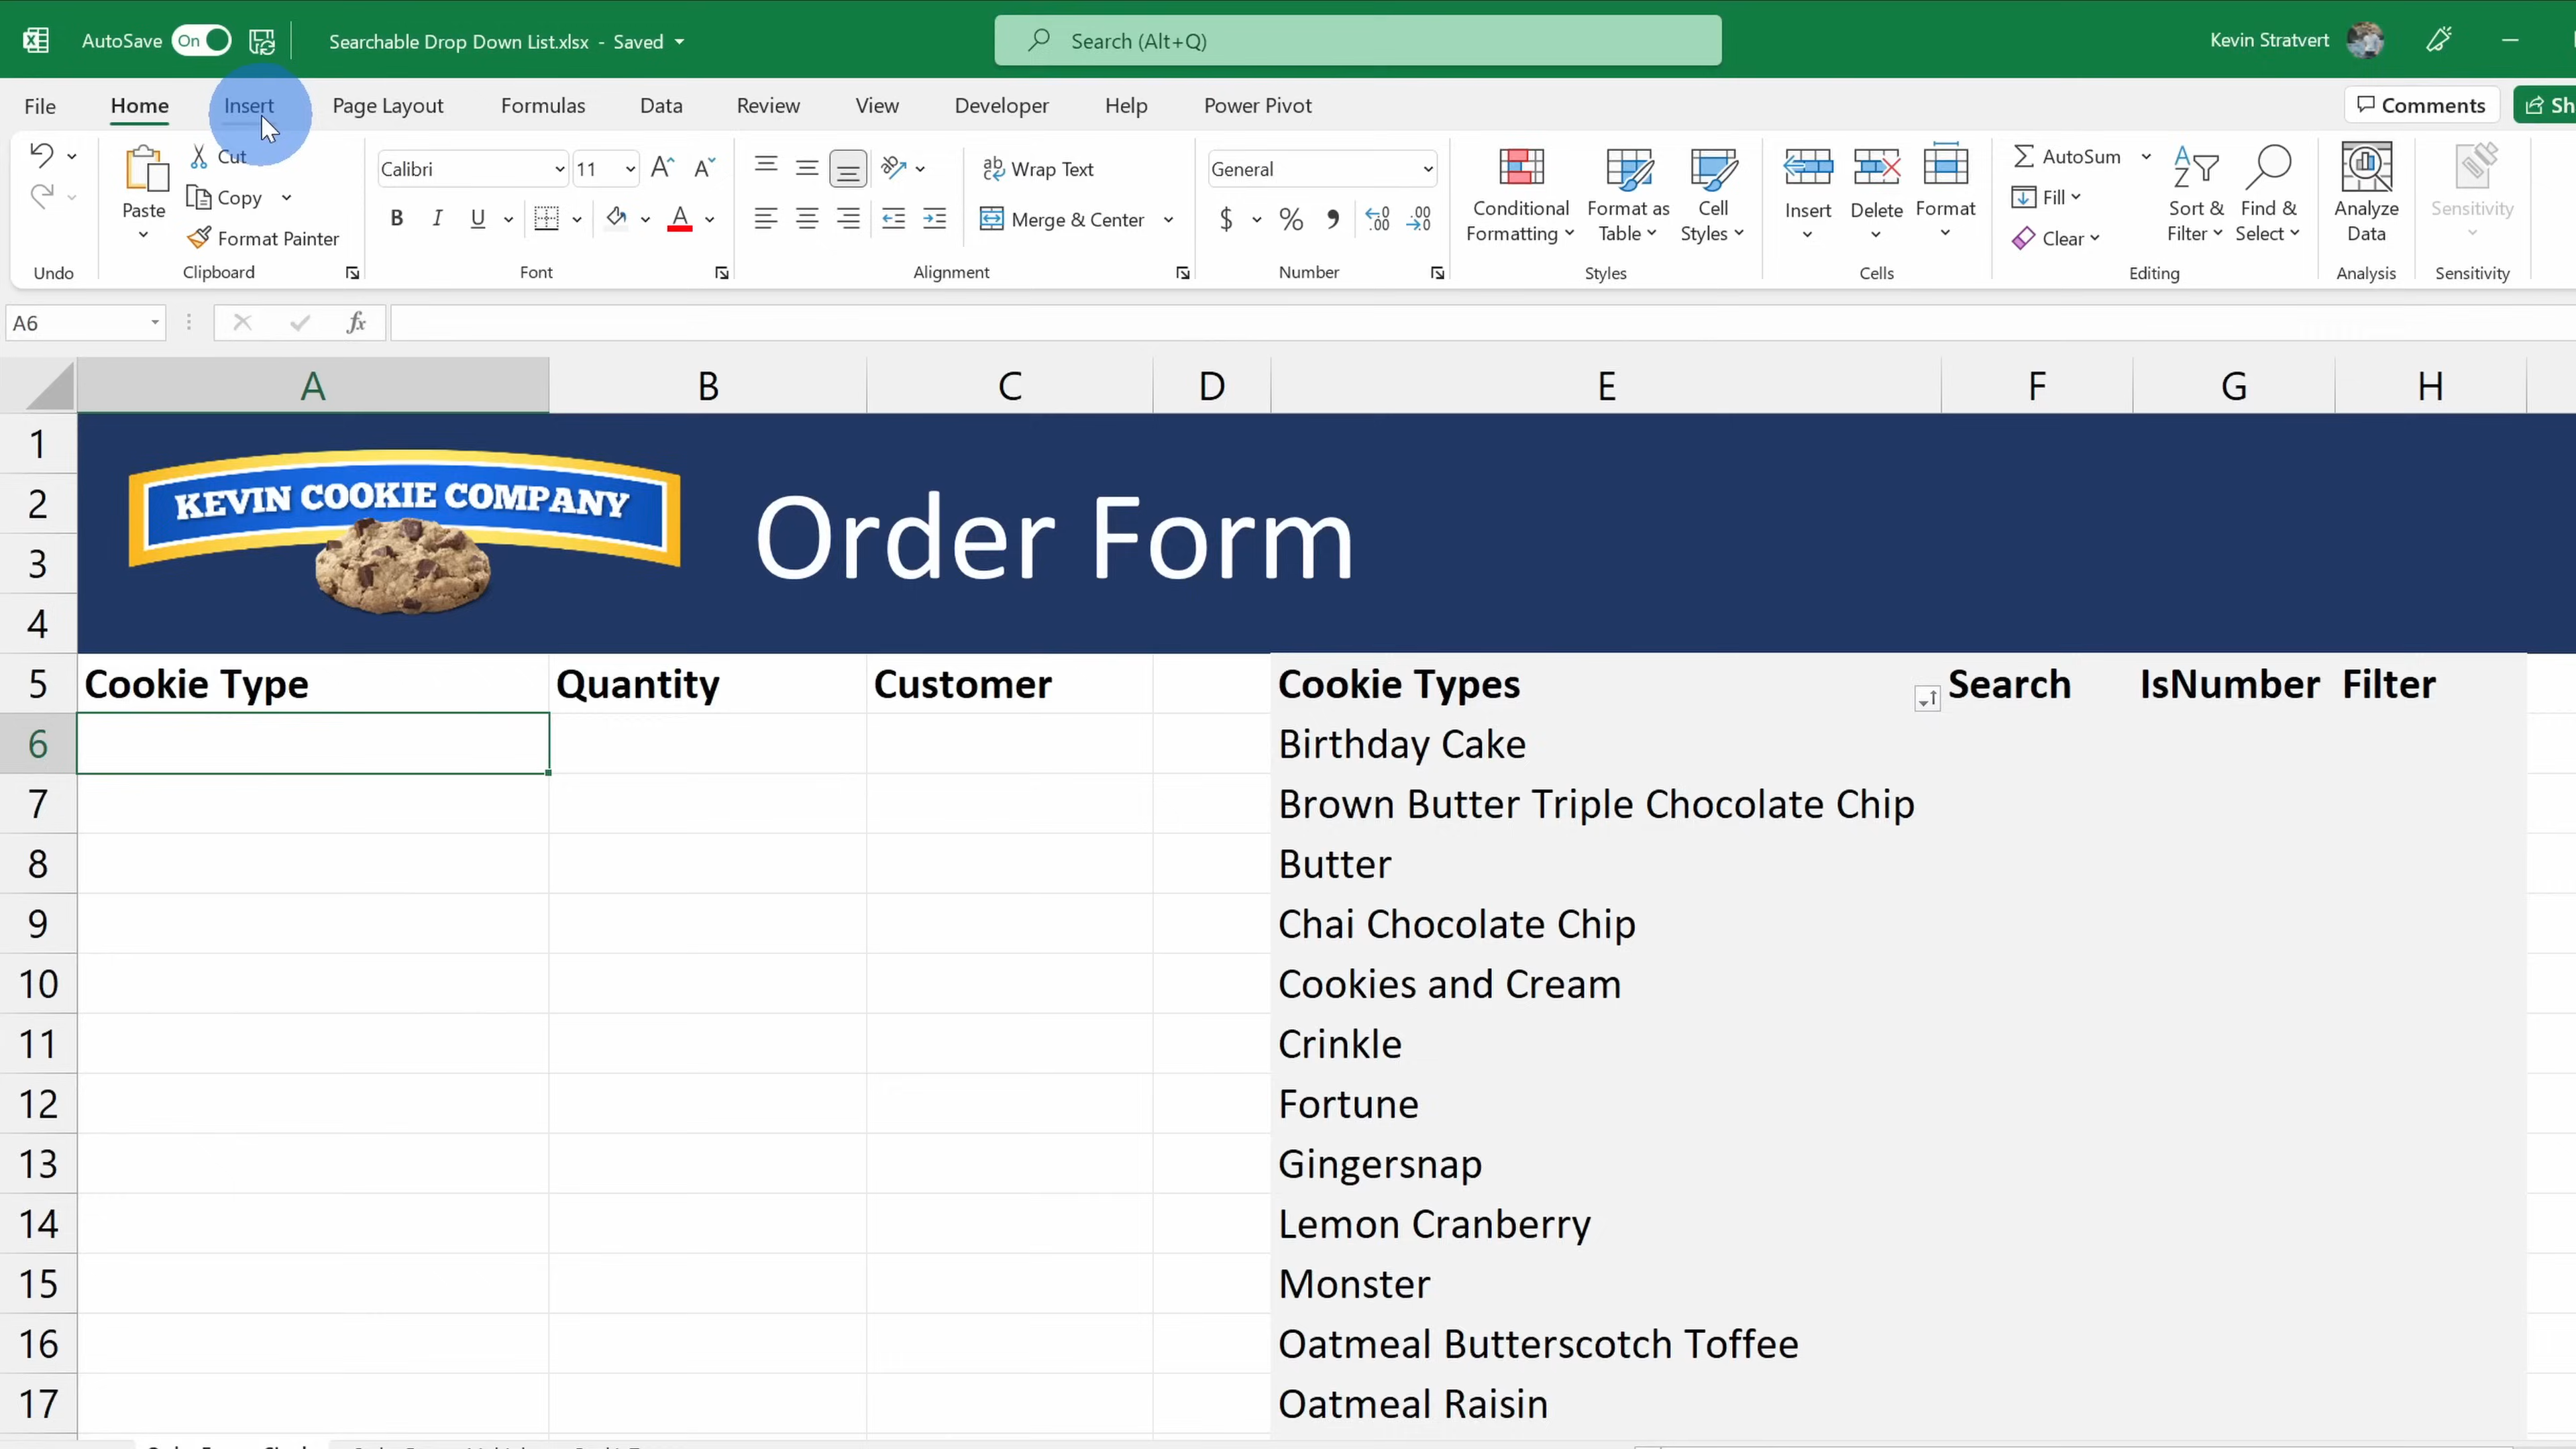 AutoSave On Searchable Drop Down List.xlsx - Saved Search (Alt+Q) Kevin Stratvert
File Home Insert Page Layout Formulas Data Review View Developer Help Power Pivot Comments
Cut
Copy
Format Painter
Paste
Undo
Clipboard
Calibri 11
B I U A
Font
Wrap Text
Merge & Center
Alignment
General
$ %
Number
Conditional Formatting
Format as Table
Cell Styles
Styles
Insert Delete Format
Cells
AutoSum
Fill
Clear
Sort & Filter
Find & Select
Editing
Analyze Data
Analysis
Sensitivity
Sensitivity
A6 fx
A B C D E F G H
1
2 KEVIN COOKIE COMPANY Order Form
3
4
5 Cookie Type Quantity Customer Cookie Types Search IsNumber Filter
6 Birthday Cake
7 Brown Butter Triple Chocolate Chip
8 Butter
9 Chai Chocolate Chip
10 Cookies and Cream
11 Crinkle
12 Fortune
13 Gingersnap
14 Lemon Cranberry
15 Monster
16 Oatmeal Butterscotch Toffee
17 Oatmeal Raisin